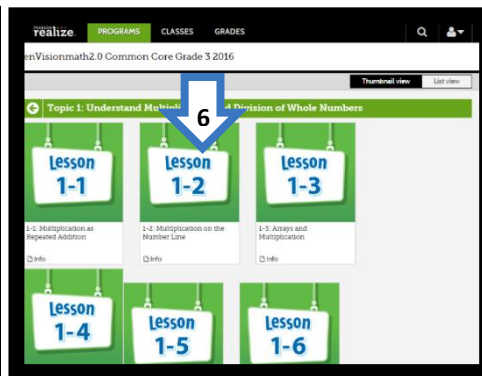 realize.
PROGRAMS CLASSES GRADES
enVisionmath2.0 Common Core Grade 3 2016
Thumbnail view List view
Topic 1: Understand Division of Whole Numbers
6
Lesson 1-1
Lesson 1-2
Lesson 1-3
1-1: Multiplication as Repeated Addition
1-2: Multiplication on the Number Line
1-3: Arrays and Multiplication
Info
Info
Info
Lesson 1-4
Lesson 1-5
Lesson 1-6